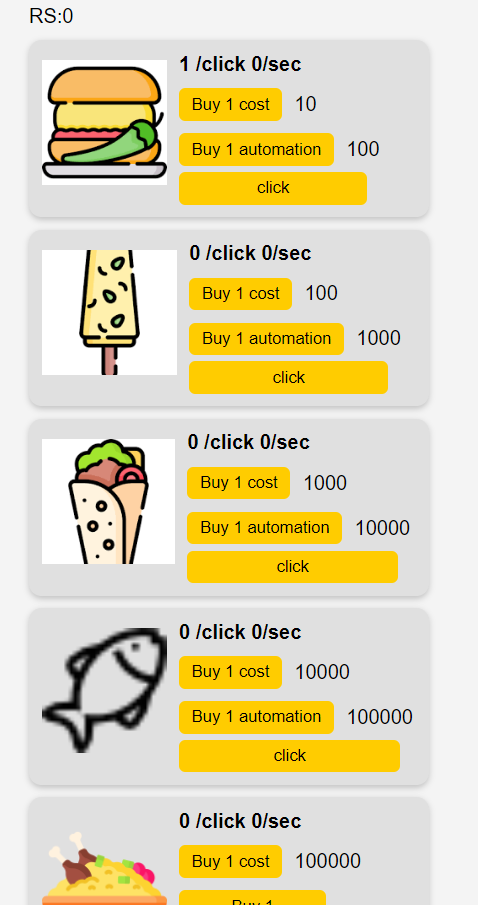 RS:0
1 /click 0/sec
Buy 1 cost 10
Buy 1 automation 100
click
0 /click 0/sec
Buy 1 cost 100
Buy 1 automation 1000
click
0 /click 0/sec
Buy 1 cost 1000
Buy 1 automation 10000
click
0 /click 0/sec
Buy 1 cost 10000
Buy 1 automation 100000
click
0 /click 0/sec
Buy 1 cost 100000
Buy 1